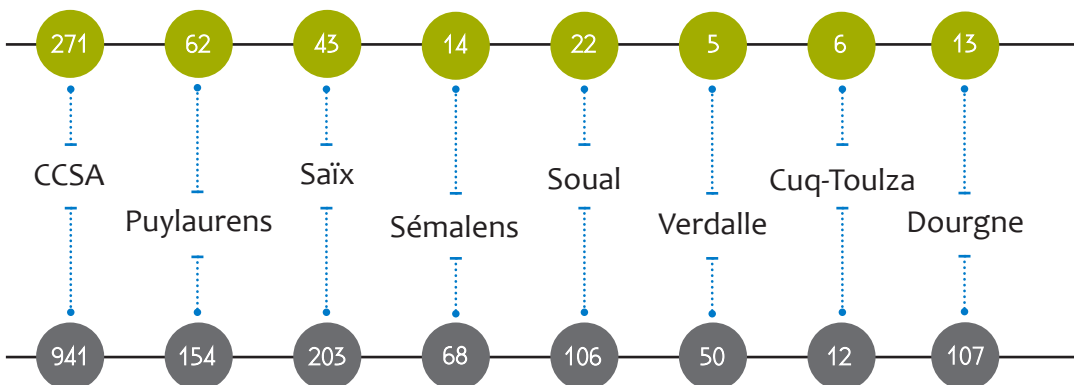 271 62 43 14 22 5 6 13
CCSA Saïx Soual Cuq-Toulza
Puylaurens Sémalens Verdalle Dourgne
941 154 203 68 106 50 12 107